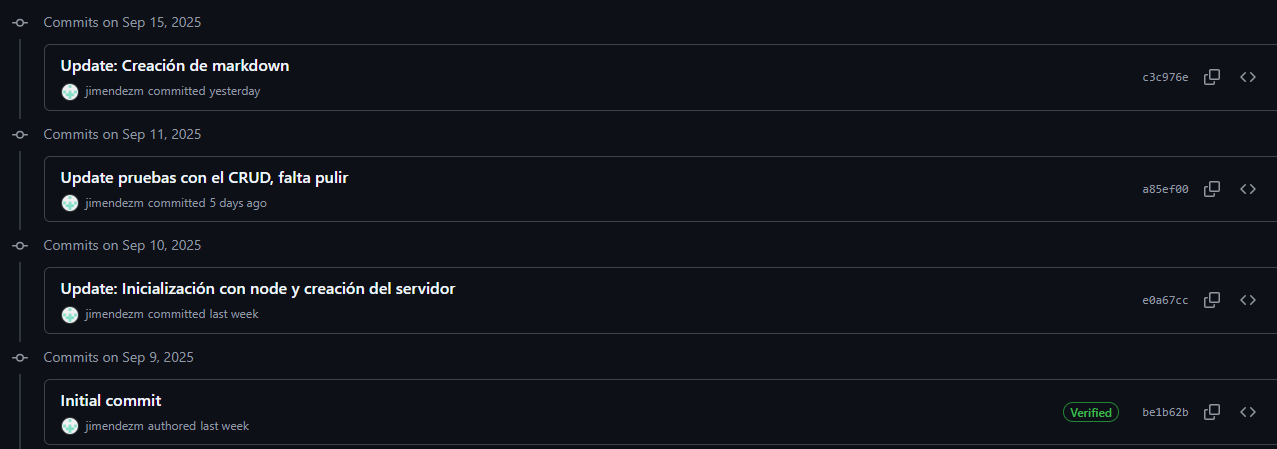 Commits on Sep 15, 2025
Update: Creación de markdown
jimendezm committed yesterday
c3c976e
Commits on Sep 11, 2025
Update pruebas con el CRUD, falta pulir
jimendezm committed 5 days ago
a85ef00
Commits on Sep 10, 2025
Update: Inicialización con node y creación del servidor
jimendezm committed last week
e0a67cc
Commits on Sep 9, 2025
Initial commit
jimendezm authored last week
Verified be1b62b